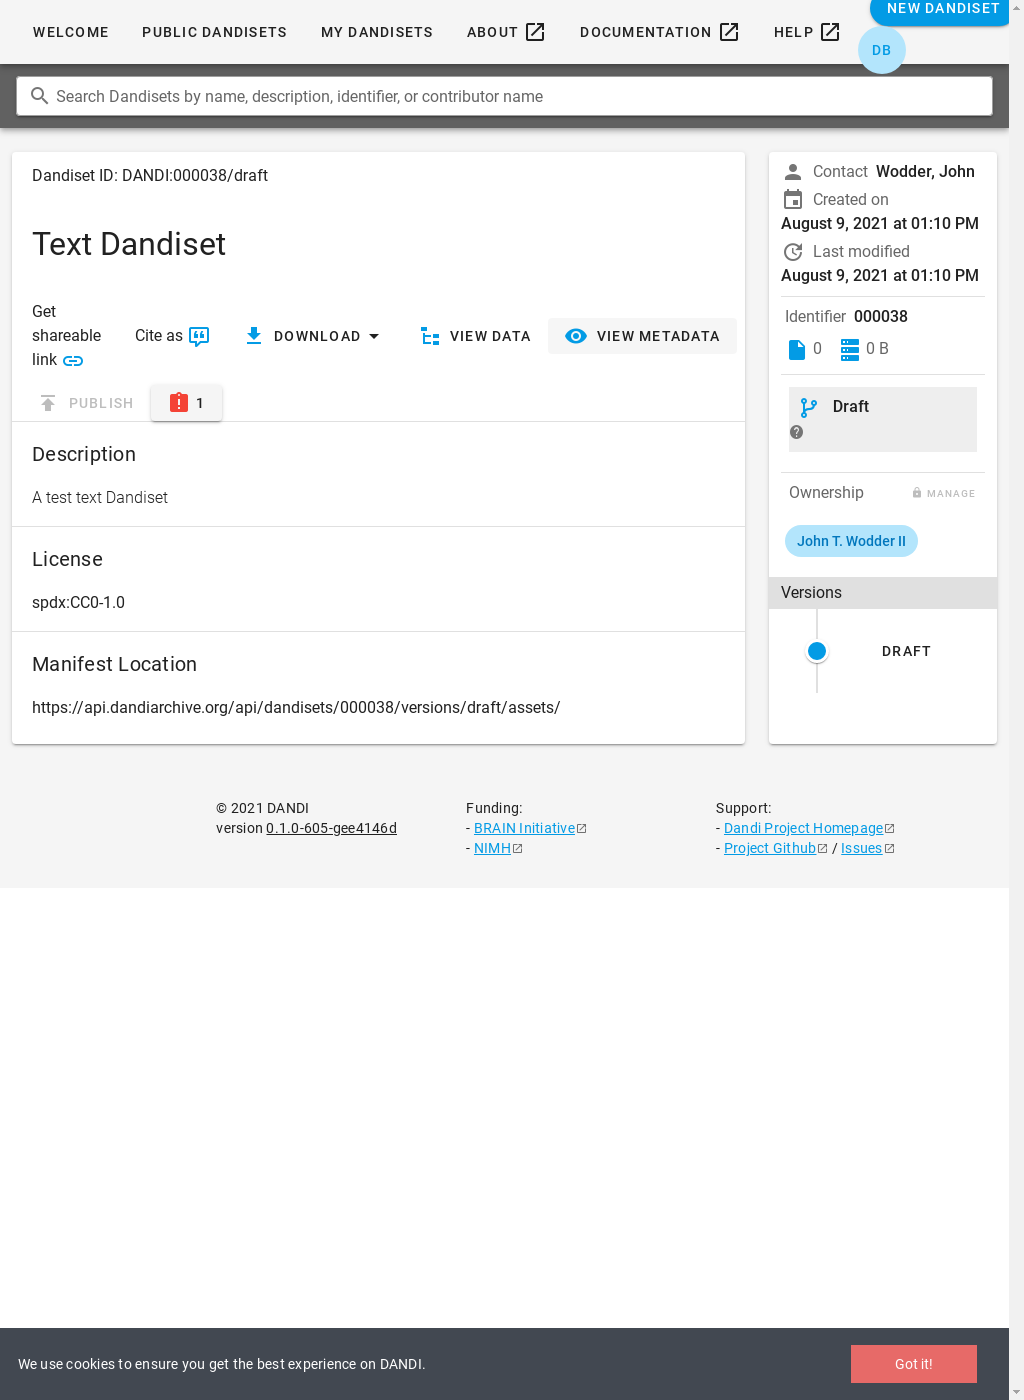 WELCOME PUBLIC DANDISETS MY DANDISETS ABOUT DOCUMENTATION HELP NEW DANDISET
DB
Search Dandisets by name, description, identifier, or contributor name
Dandiset ID: DANDI:000038/draft
Text Dandiset
Get
shareable
link
Cite as
DOWNLOAD
VIEW DATA
VIEW METADATA
PUBLISH
1
Description
A test text Dandiset
License
spdx:CC0-1.0
Manifest Location
https://api.dandiarchive.org/api/dandisets/000038/versions/draft/assets/
Contact Wodder, John
Created on
August 9, 2021 at 01:10 PM
Last modified
August 9, 2021 at 01:10 PM
Identifier 000038
0 0 B
Draft
Ownership MANAGE
John T. Wodder II
Versions
DRAFT
© 2021 DANDI
version 0.1.0-605-gee4146d
Funding:
- BRAIN Initiative
- NIMH
Support:
- Dandi Project Homepage
- Project Github / Issues
We use cookies to ensure you get the best experience on DANDI.
Got it!